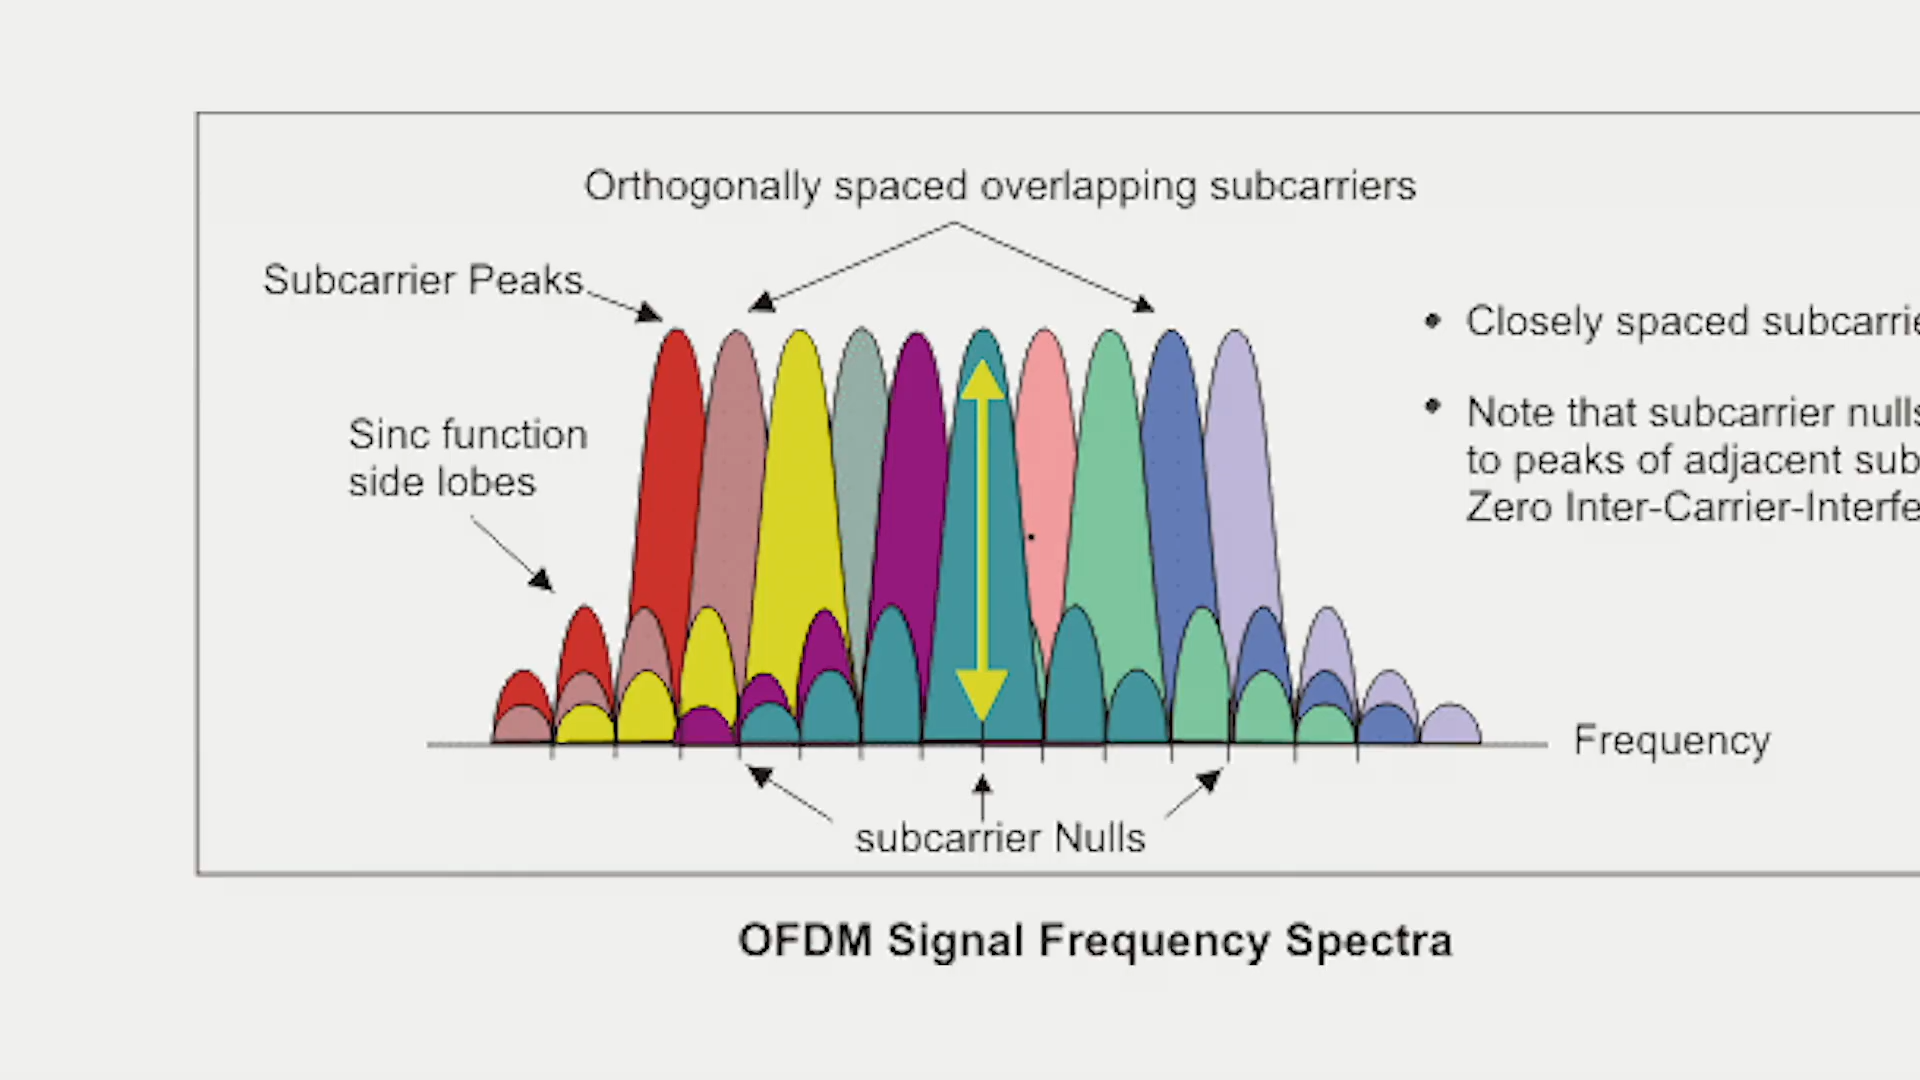 Orthogonally spaced overlapping subcarriers
Subcarrier Peaks
Sinc function
side lobes
• Closely spaced
• Note that subcarrier
to peaks of adjacent
Zero
Frequency
subcarrier Nulls
OFDM Signal Frequency Spectra